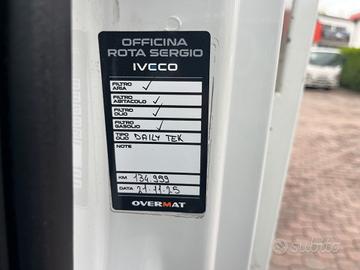 OFFICINA
ROTA SERGIO
IVECO
FILTRO ARIA ✓
FILTRO ABITACOLO ✓
FILTRO OLIO ✓
FILTRO GASOLIO ✓
TIPO OLIO DAILY TEK
NOTE
KM 134.999
DATA 21.11.25
OVERMAT
subito